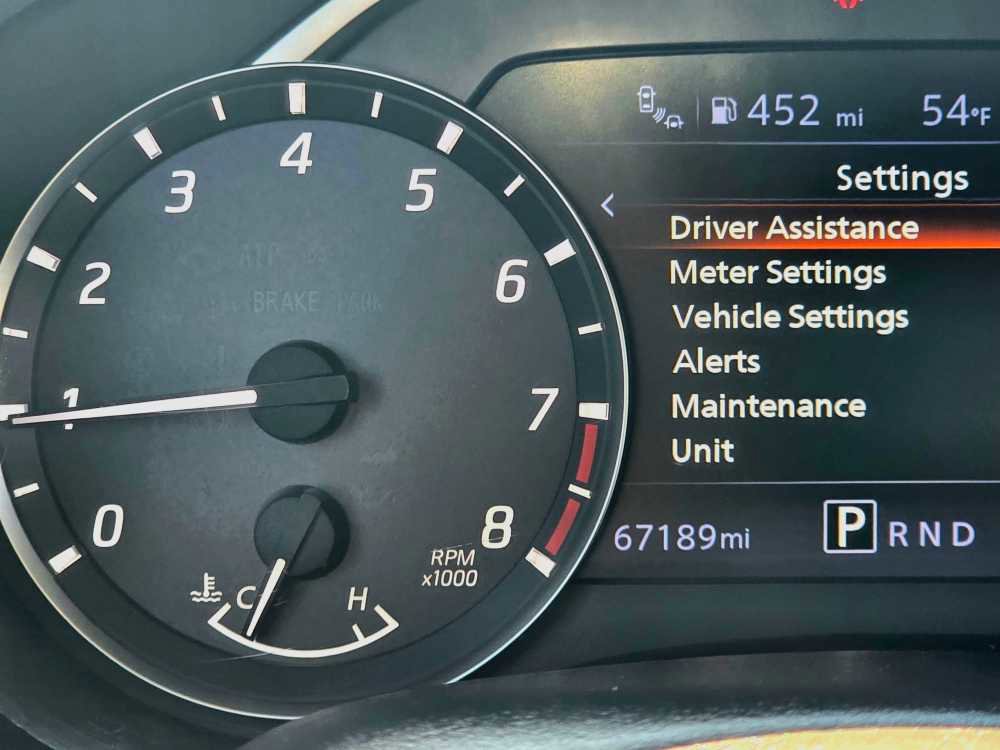 4
3
5
2
6
1
7
0
8
RPM
x1000
C
H
BRAKE
452 mi
54°F
Settings
Driver Assistance
Meter Settings
Vehicle Settings
Alerts
Maintenance
Unit
67189mi
P R N D